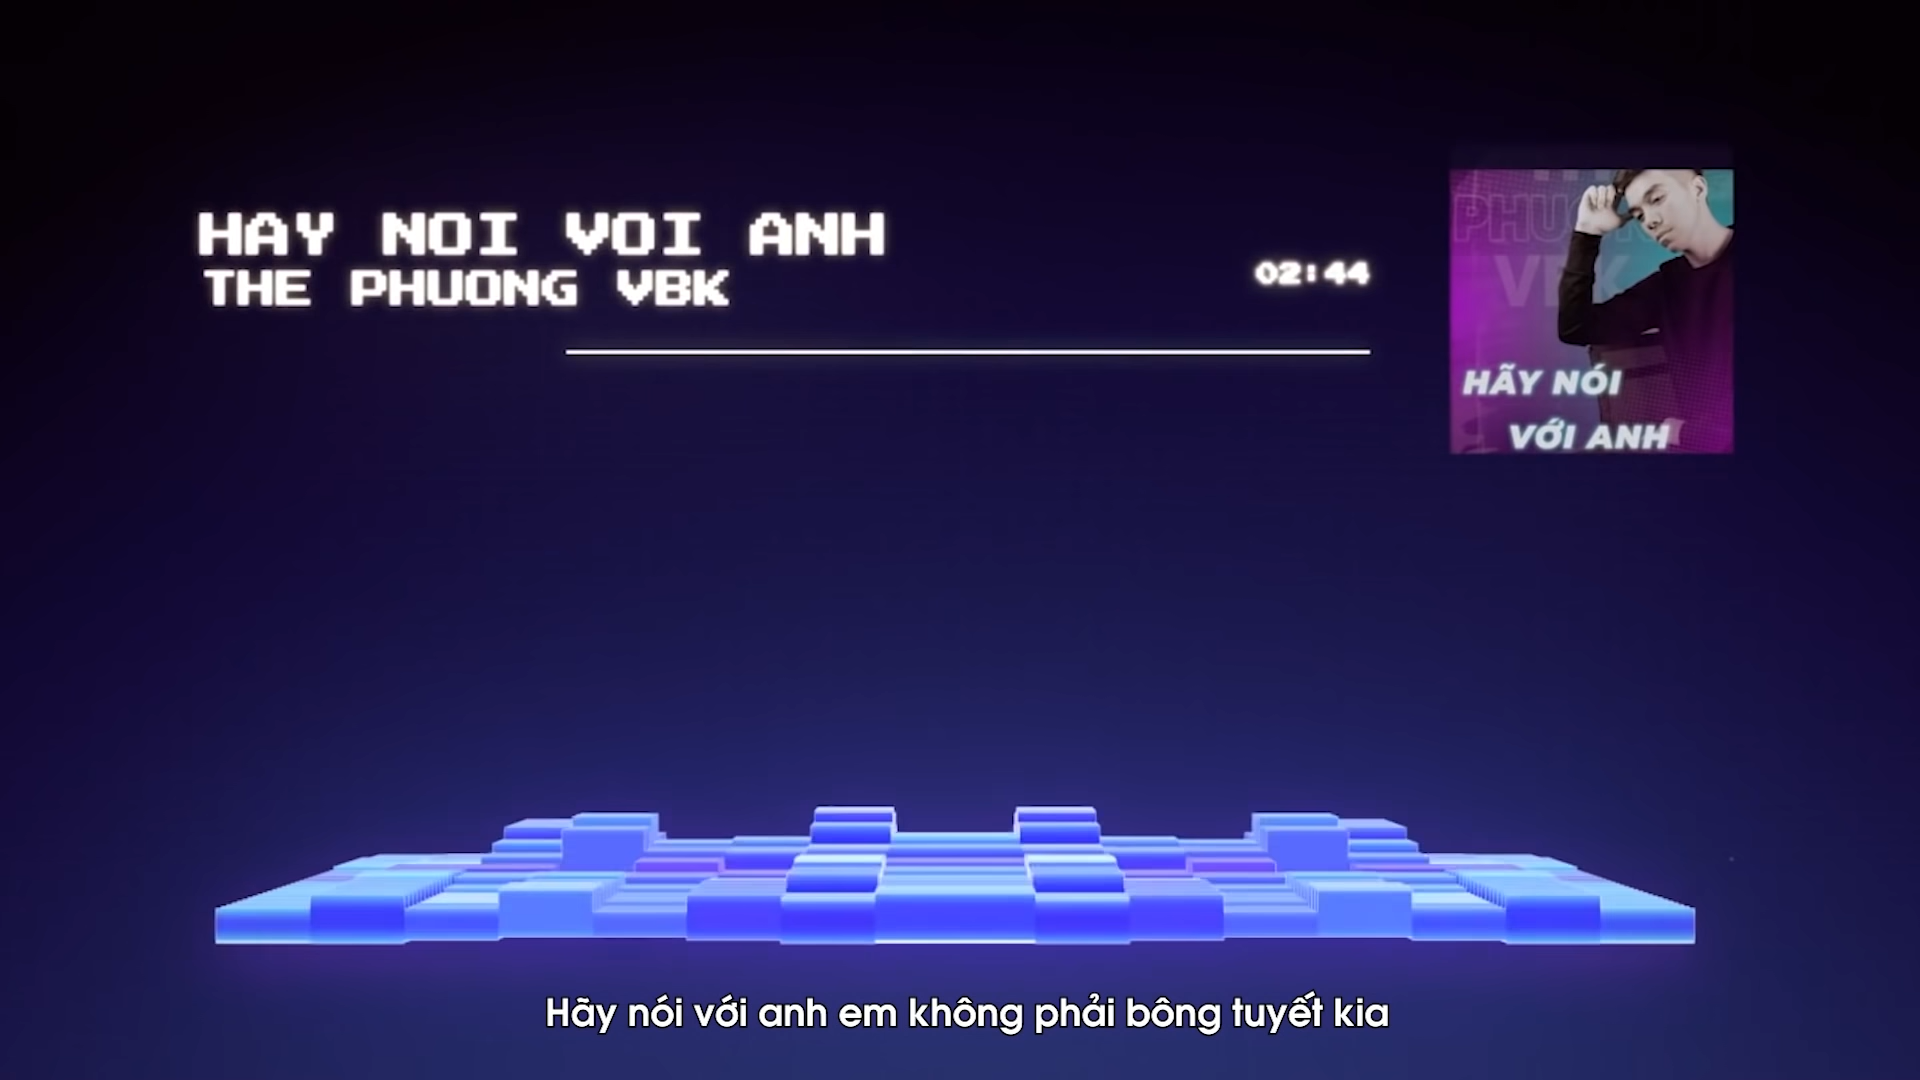 HAY NOI VOI ANH
THE PHUONG VBK
02:44
PHUONG
VBK
HÃY NÓI
VỚI ANH
Hãy nói với anh em không phải bông tuyết kia